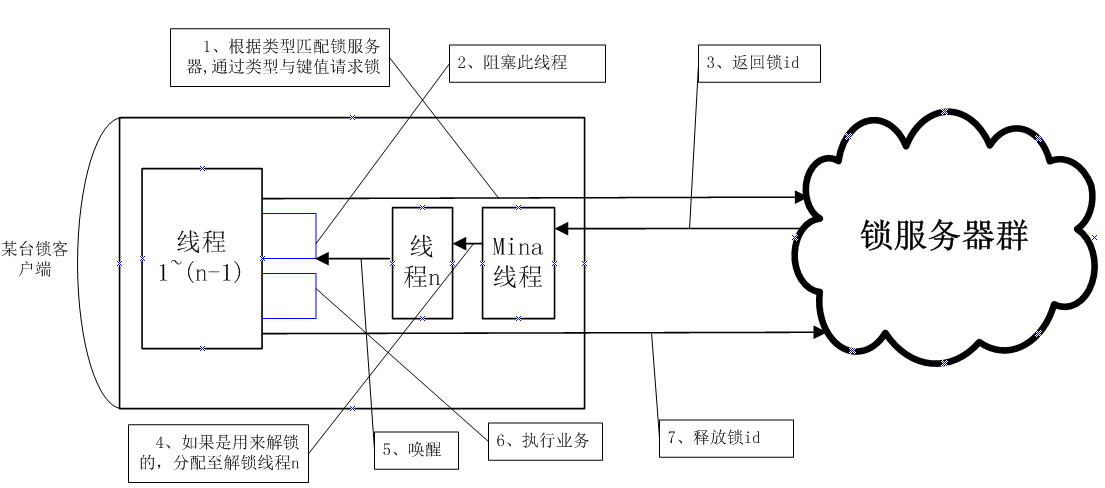 1、根据类型匹配锁服务
器,通过类型与键值请求锁
2、阻塞此线程
3、返回锁id
某台锁客
户端
线程
1~(n-1)
线
程n
Mina
线程
锁服务器群
4、如果是用来解锁
的，分配至解锁线程n
5、唤醒
6、执行业务
7、释放锁id